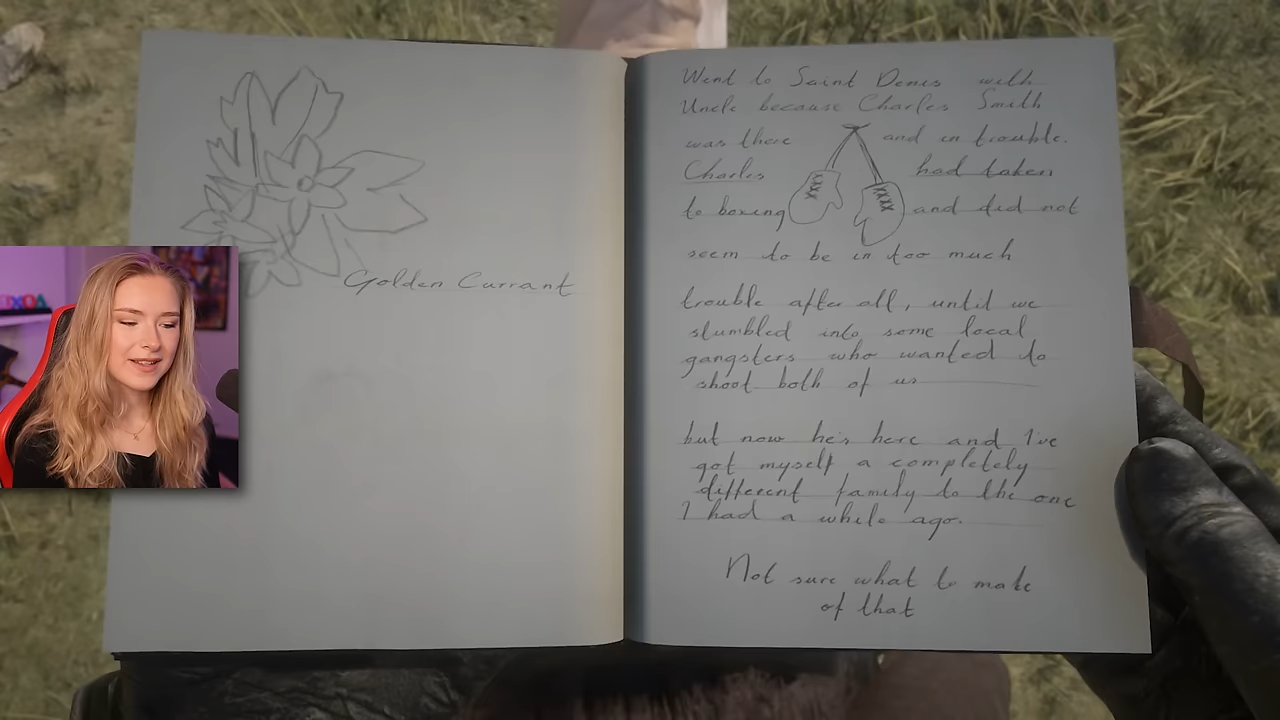 Golden Currant
Went to Saint Denis with
Uncle because Charles Smith
was there and in trouble.
Charles had taken
to boxing and did not
seem to be in too much
trouble after all, until we
stumbled into some local
gangsters who wanted to
shoot both of us
but now he's here and I've
got myself a completely
different family to the one
I had a while ago.
Not sure what to make
of that